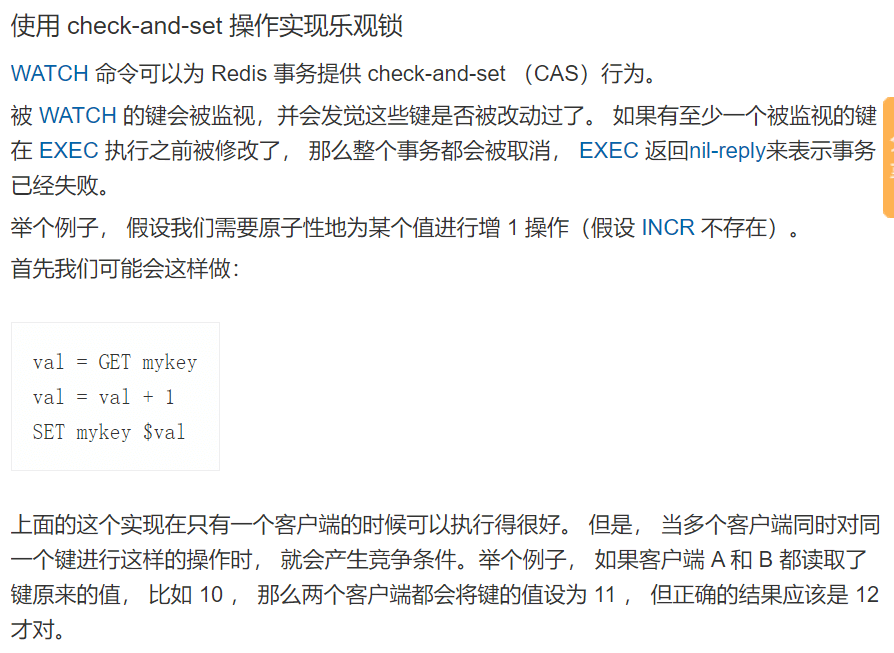 使用 check-and-set 操作实现乐观锁
WATCH 命令可以为 Redis 事务提供 check-and-set （CAS）行为。
被 WATCH 的键会被监视，并会发觉这些键是否被改动过了。 如果有至少一个被监视的键
在 EXEC 执行之前被修改了， 那么整个事务都会被取消， EXEC 返回nil-reply来表示事务
已经失败。
举个例子， 假设我们需要原子性地为某个值进行增 1 操作（假设 INCR 不存在）。
首先我们可能会这样做：
val = GET mykey
val = val + 1
SET mykey $val
上面的这个实现在只有一个客户端的时候可以执行得很好。 但是， 当多个客户端同时对同
一个键进行这样的操作时， 就会产生竞争条件。举个例子， 如果客户端 A 和 B 都读取了
键原来的值， 比如 10 ， 那么两个客户端都会将键的值设为 11 ， 但正确的结果应该是 12
才对。